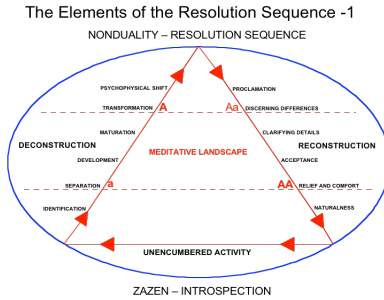 The Elements of the Resolution Sequence -1
NONDUALITY – RESOLUTION SEQUENCE
PSYCHOPHYSICAL SHIFT
PROCLAMATION
TRANSFORMATION
A
Aa
DISCERNING DIFFERENCES
MATURATION
CLARIFYING DETAILS
DECONSTRUCTION
MEDITATIVE LANDSCAPE
RECONSTRUCTION
DEVELOPMENT
ACCEPTANCE
SEPARATION
a
AA
RELIEF AND COMFORT
IDENTIFICATION
NATURALNESS
UNENCUMBERED ACTIVITY
ZAZEN – INTROSPECTION